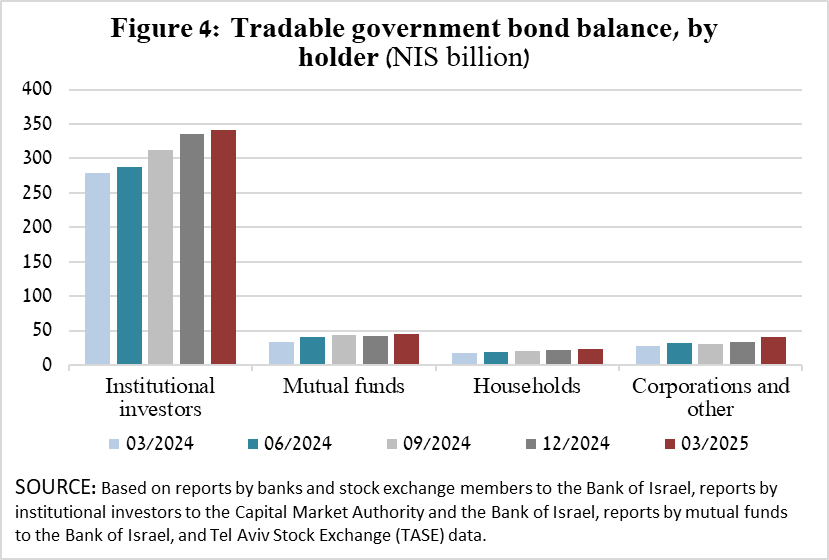 Figure 4:  Tradable government bond balance, by
holder (NIS billion)
400
350
300
250
200
150
100
50
0
Institutional
investors
Mutual funds
Households
Corporations and
other
03/2024
06/2024
09/2024
12/2024
03/2025
SOURCE: Based on reports by banks and stock exchange members to the Bank of Israel, reports by
institutional investors to the Capital Market Authority and the Bank of Israel, reports by mutual funds
to the Bank of Israel, and Tel Aviv Stock Exchange (TASE) data.